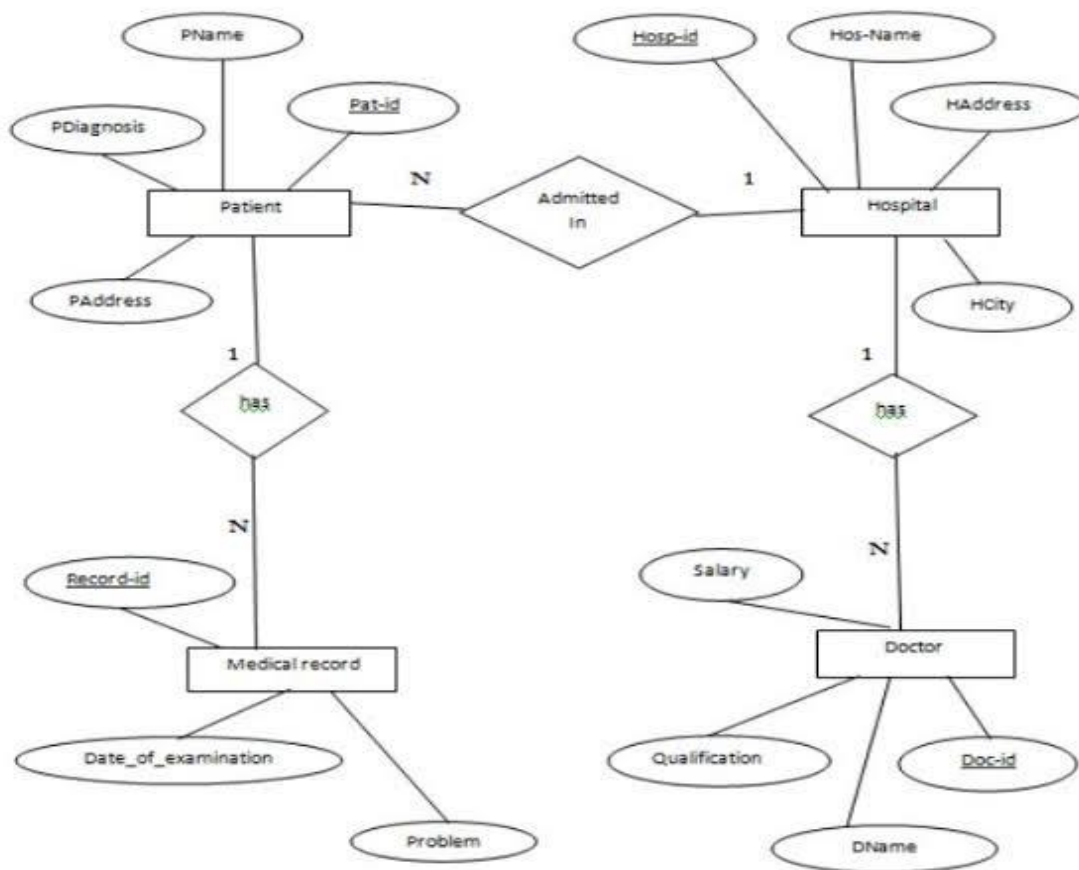 PName
Hosp-id
Hos-Name
Pat-id
HAddress
PDiagnosis
N
1
Patient
Admitted
In
Hospital
PAddress
HCity
1
1
has
has
N
N
Record-id
Salary
Medical record
Doctor
Date_of_examination
Qualification
Doc-id
Problem
DName